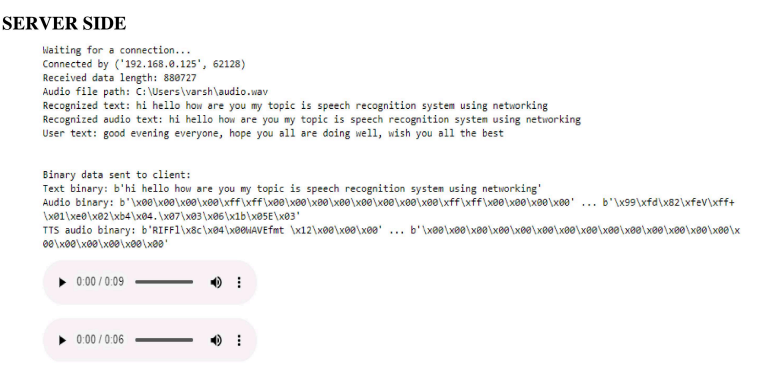 SERVER SIDE
Waiting for a connection...
Connected by ('192.168.0.125', 62128)
Received data length: 880727
Audio file path: C:\Users\varsh\audio.wav
Recognized text: hi hello how are you my topic is speech recognition system using networking
Recognized audio text: hi hello how are you my topic is speech recognition system using networking
User text: good evening everyone, hope you all are doing well, wish you all the best
Binary data sent to client:
Text binary: b'hi hello how are you my topic is speech recognition system using networking'
Audio binary: b'\x00\x00\x00\x00\xff\xff\x00\x00\x00\x00\x00\x00\x00\x00\xff\xff\x00\x00\x00\x00' ... b'\x99\xfd\x82\xfeV\xff+
\x01\xe0\x02\xb4\x04.\x07\x03\x06\x1b\x05E\x03'
TTS audio binary: b'RIFFl\x8c\x04\x00WAVEfmt \x12\x00\x00\x00' ... b'\x00\x00\x00\x00\x00\x00\x00\x00\x00\x00\x00\x00\x00\x00\x00\x
00\x00\x00\x00\x00\x00'
0:00 / 0:09
0:00 / 0:06